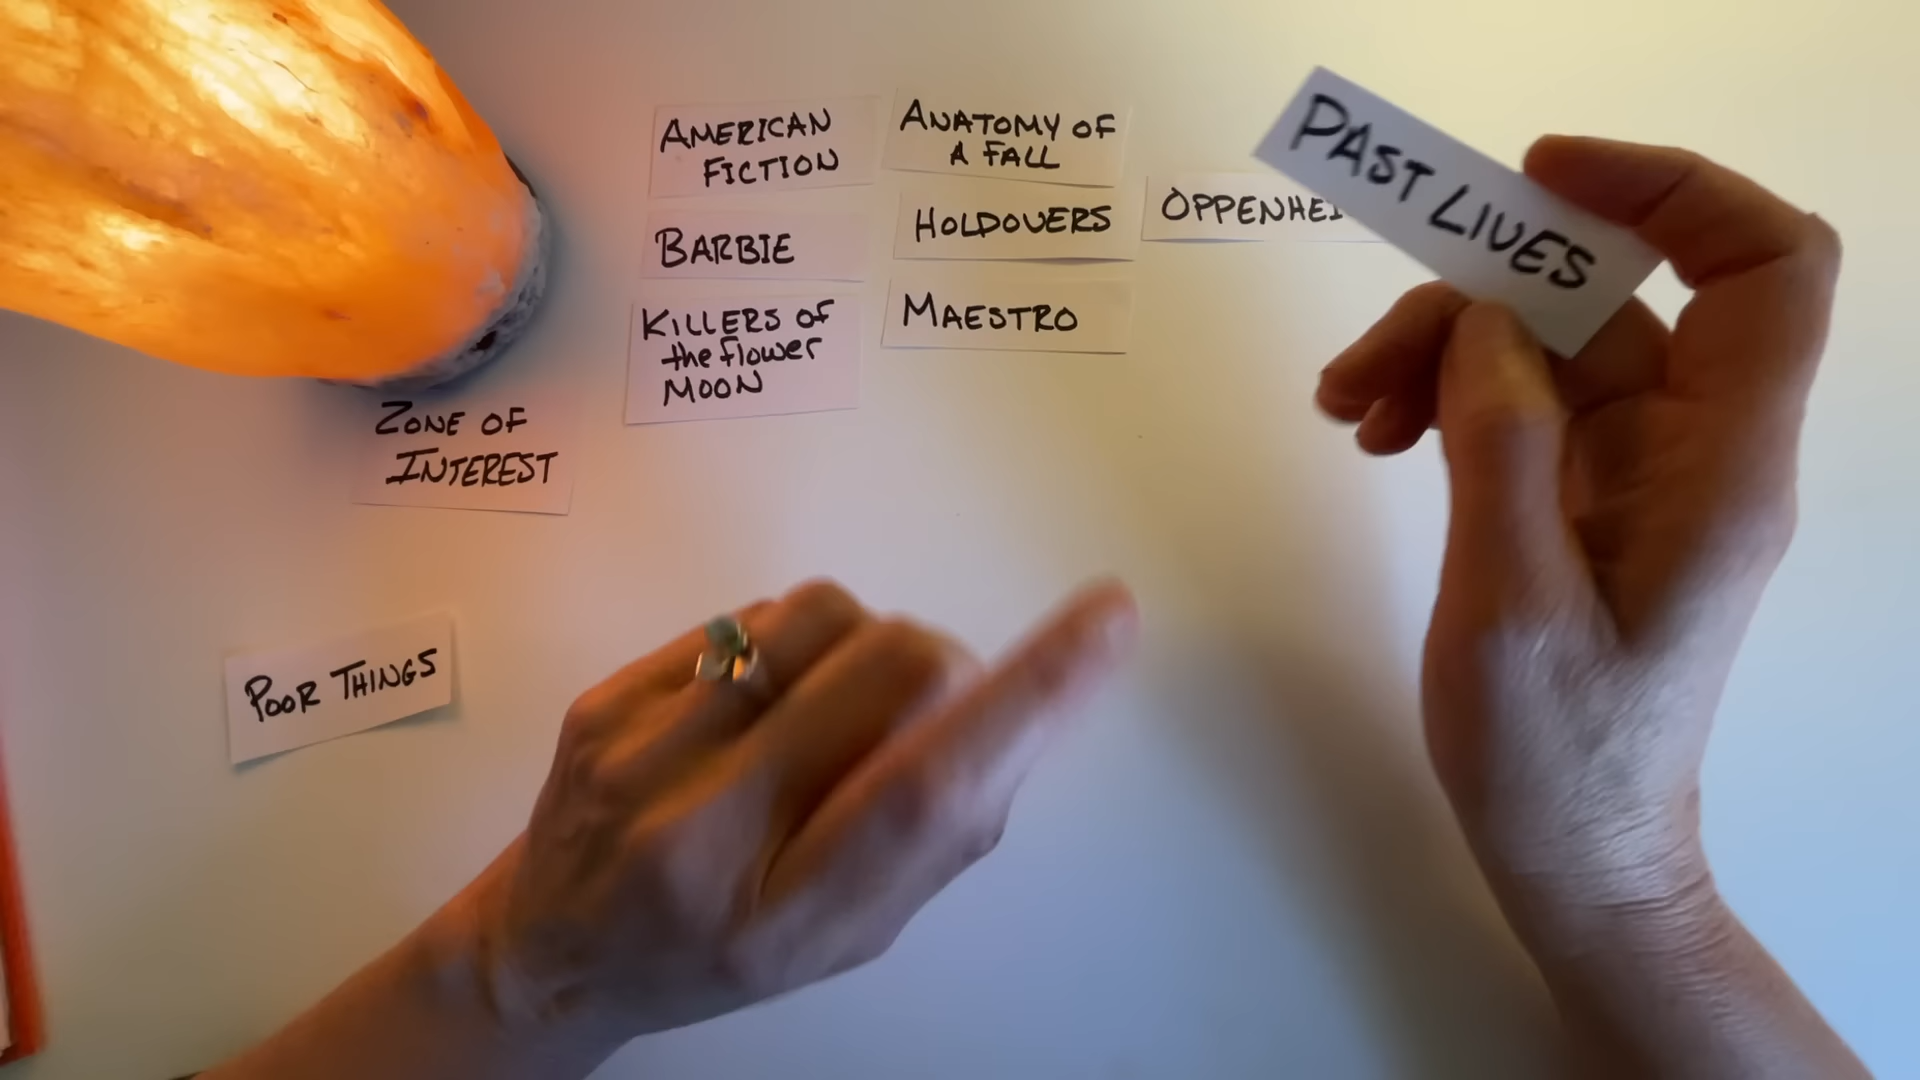 AMERICAN
FICTION
ANATOMY OF
A FALL
PAST LIVES
BARBIE
HOLDOVERS
OPPENHEI
KILLERS OF
the flower
MOON
MAESTRO
ZONE OF
INTEREST
POOR THINGS